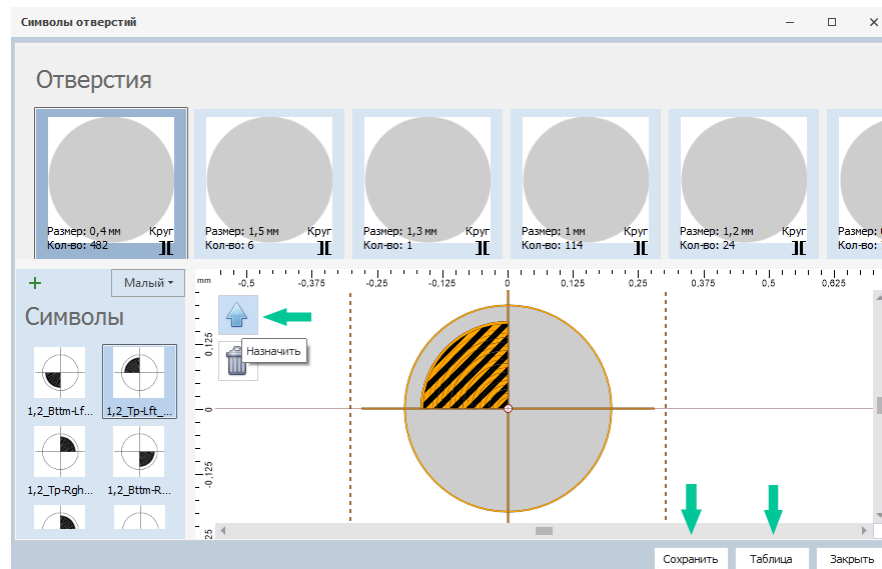 Символы отверстий
Отверстия
Размер: 0,4 мм Круг
Кол-во: 482
Размер: 1,5 мм Круг
Кол-во: 6
Размер: 1,3 мм Круг
Кол-во: 1
Размер: 1 мм Круг
Кол-во: 114
Размер: 1,2 мм Круг
Кол-во: 24
Размер:
Кол-во:
+ Малый
mm -0,5 -0,375 -0,25 -0,125 0 0,125 0,25 0,375 0,5 0,625
Символы
0,125
Назначить
1,2_Bttm-Lf... 1,2_Tp-Lft_...
0
-0,125
1,2_Tp-Rgh... 1,2_Bttm-R...
25
Сохранить Таблица Закрыть